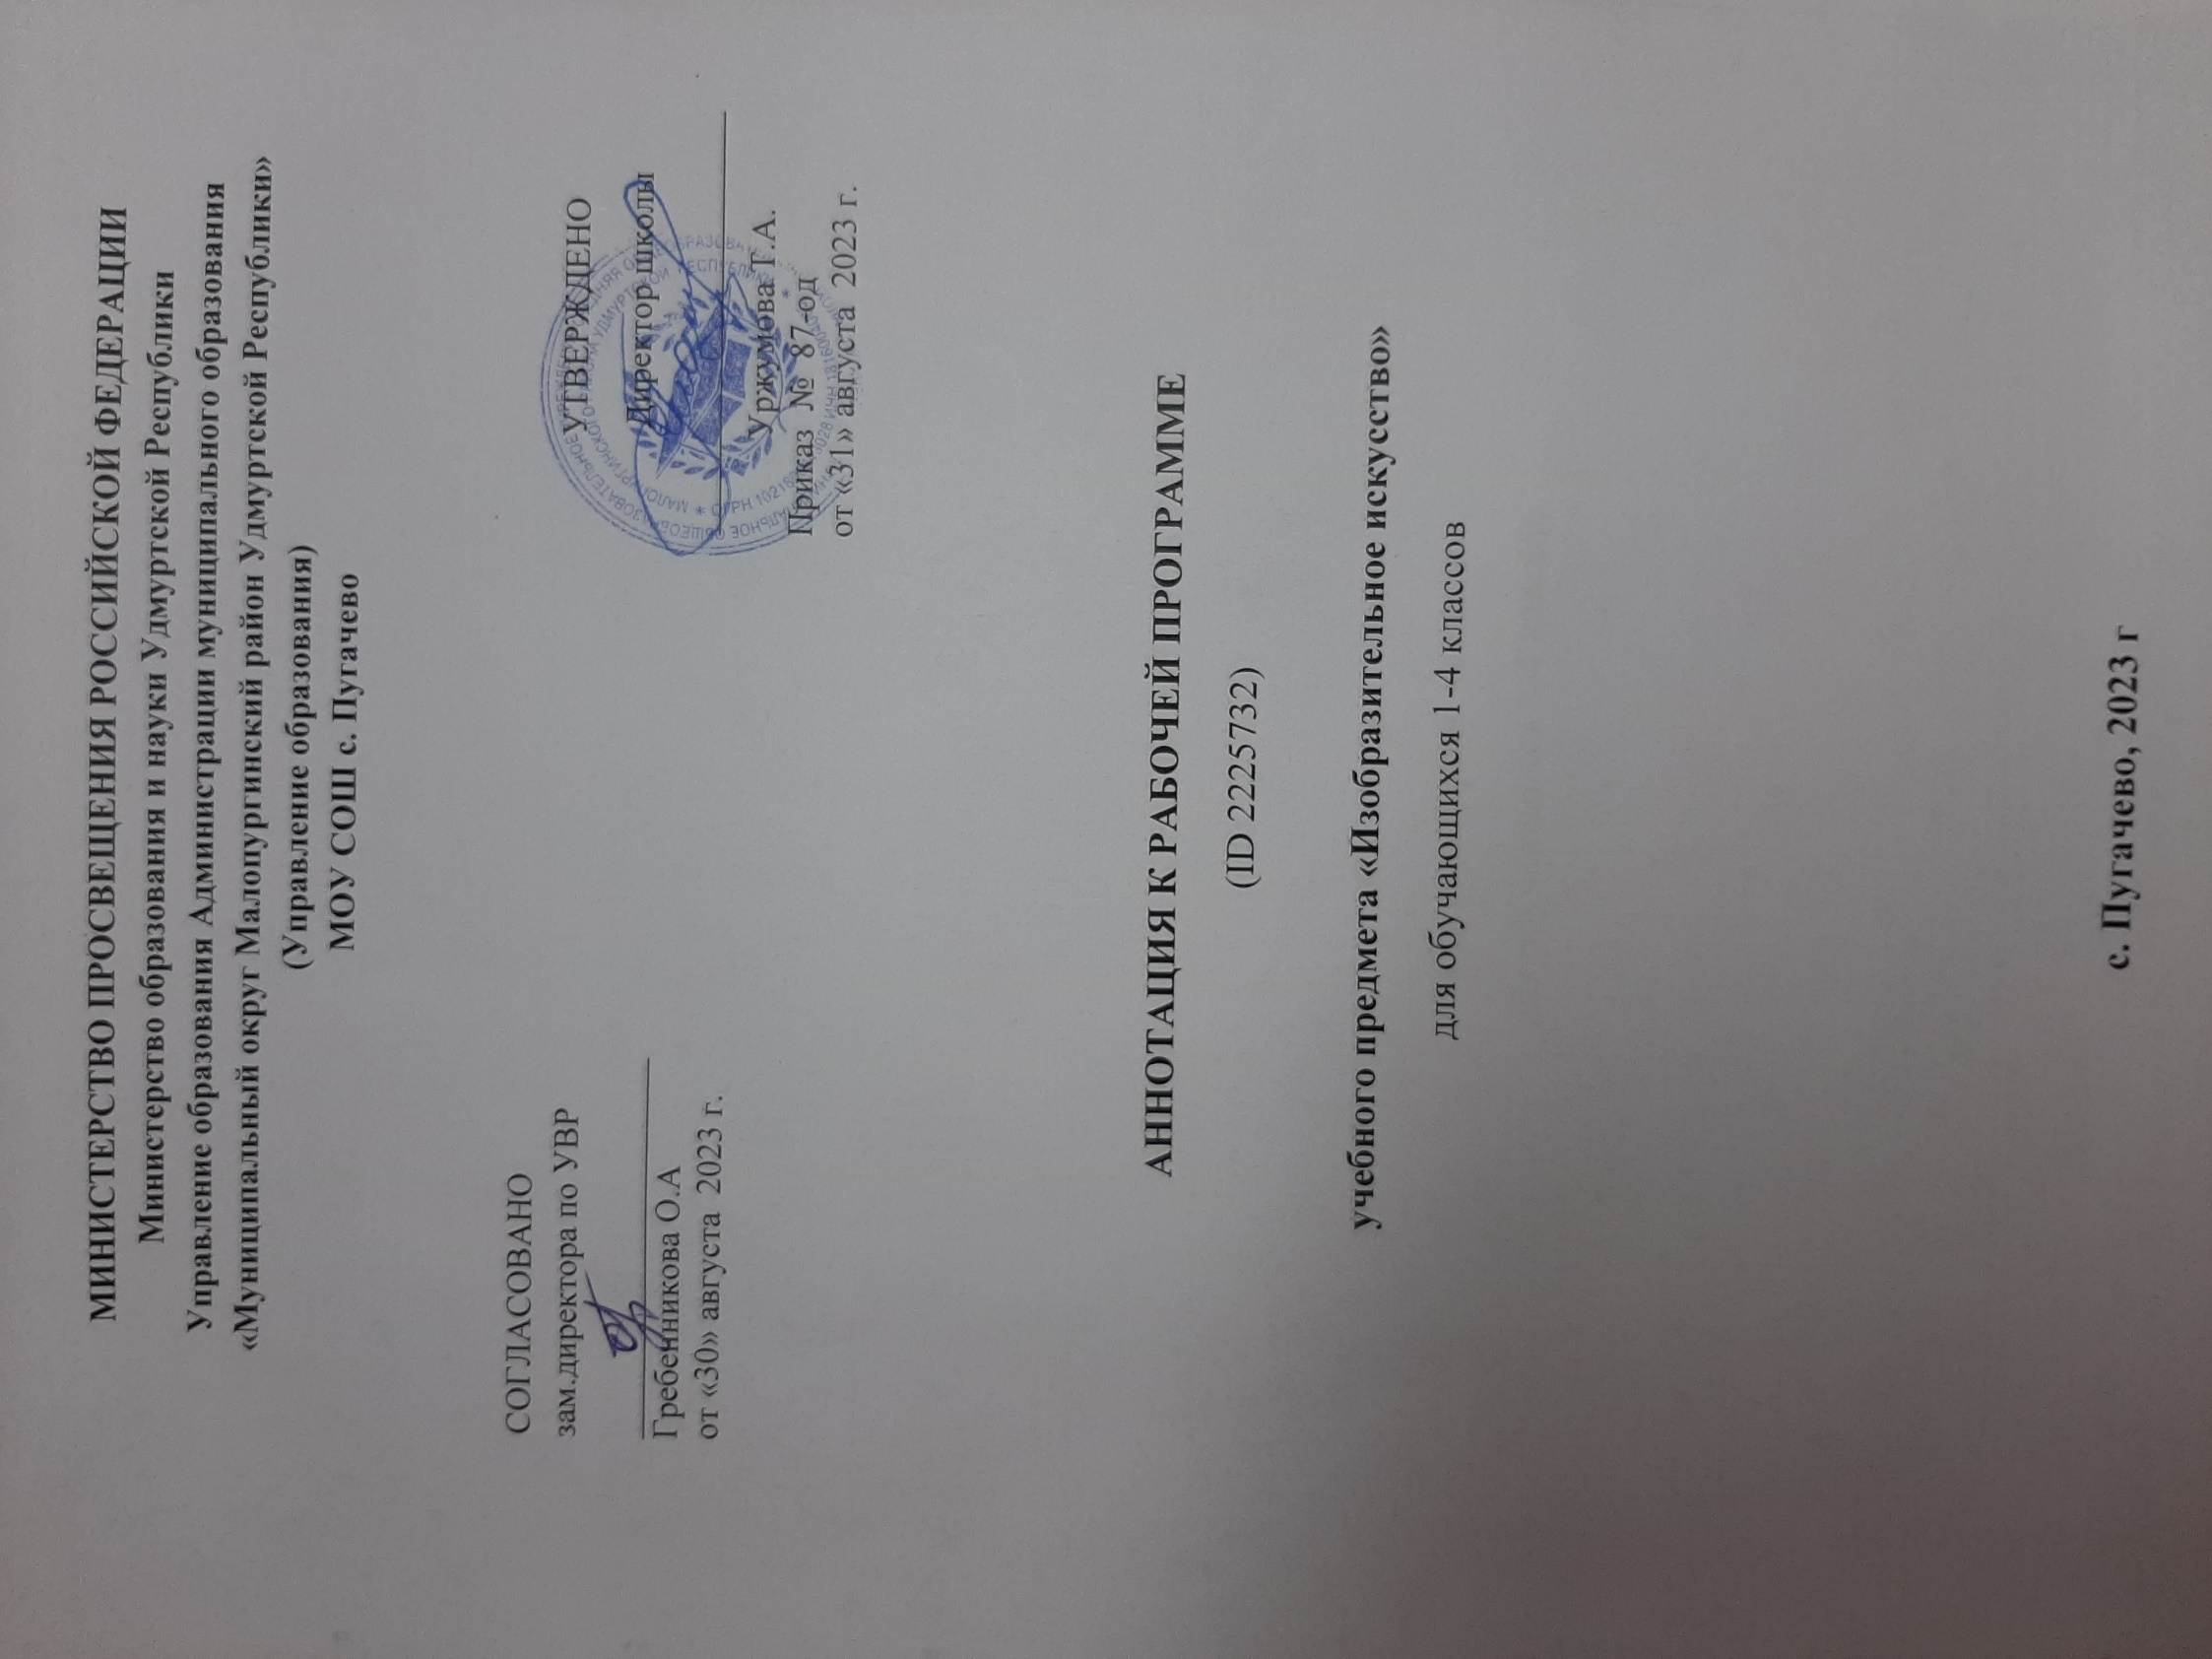 МИНИСТЕРСТВО ПРОСВЕЩЕНИЯ РОССИЙСКОЙ ФЕДЕРАЦИИ
Министерство образования и науки Удмуртской Республики
Управление образования Администрации муниципального образования
«Муниципальный округ Малопургинский район Удмуртской Республики»
(Управление образования)
МОУ СОШ с. Пугачево
СОГЛАСОВАНО
зам.директора по УВР
Гребенникова О.А
от «30» августа 2023 г.
УТВЕРЖДЕНО
Директор школы
Уржумова Т.А.
Приказ № 87-од
от «31» августа 2023 г.
АННОТАЦИЯ К РАБОЧЕЙ ПРОГРАММЕ
(ID 2225732)
учебного предмета «Изобразительное искусство»
для обучающихся 1-4 классов
с. Пугачево, 2023 г